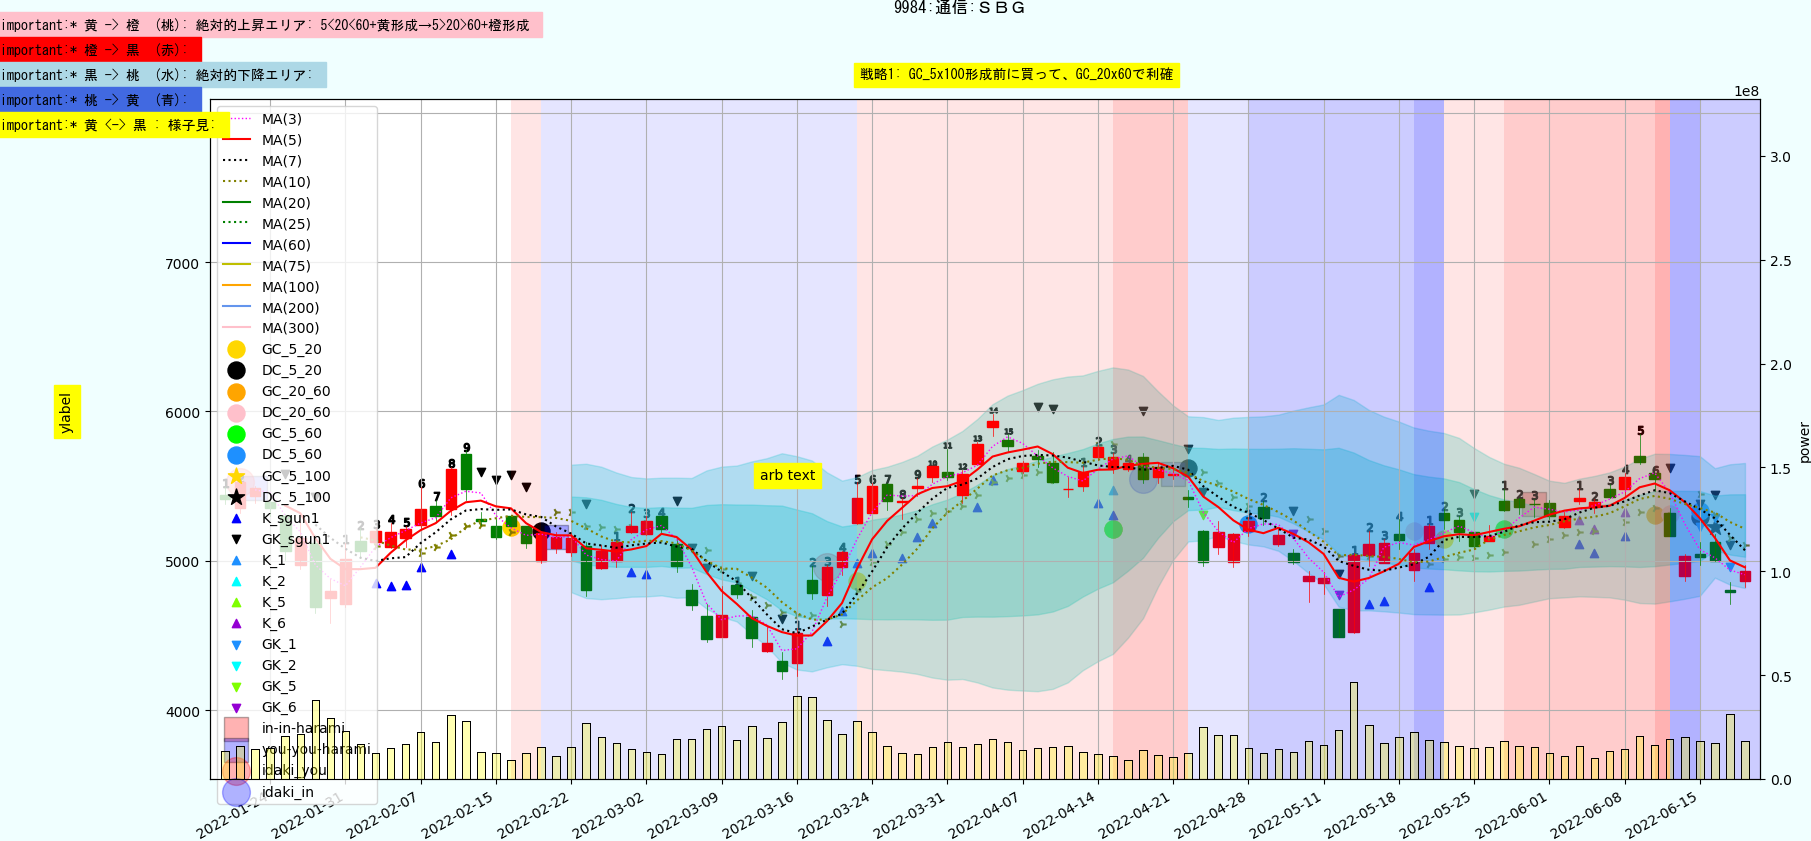 9984:通信:ＳＢＧ
important:* 黄 -> 橙 （桃）: 絶対的上昇エリア: 5<20<60+黄形成→5>20>60+橙形成
important:* 橙 -> 黒 （赤）:
important:* 黒 -> 桃 （水）: 絶対的下降エリア:
戦略1: GC_5x100形成前に買って、GC_20x60で利確
important:* 桃 -> 黄 （青）:
important:* 黄 <-> 黒 : 様子見:
1e8
MA(3)
MA(5)
MA(7)
MA(10)
MA(20)
MA(25)
MA(60)
MA(75)
MA(100)
MA(200)
MA(300)
GC_5_20
DC_5_20
GC_20_60
DC_20_60
GC_5_60
DC_5_60
GC_5_100
DC_5_100
K_sgun1
GK_sgun1
K_1
K_2
K_5
K_6
GK_1
GK_2
GK_5
GK_6
in-in-harami
you-you-harami
idaki_you
idaki_in
7000
6000
5000
4000
ylabel
arb text
3.0
2.5
2.0
1.5
1.0
0.5
0.0
power
2022-01-24
2022-01-31
2022-02-07
2022-02-15
2022-02-22
2022-03-02
2022-03-09
2022-03-16
2022-03-24
2022-03-31
2022-04-07
2022-04-14
2022-04-21
2022-04-28
2022-05-11
2022-05-18
2022-05-25
2022-06-01
2022-06-08
2022-06-15